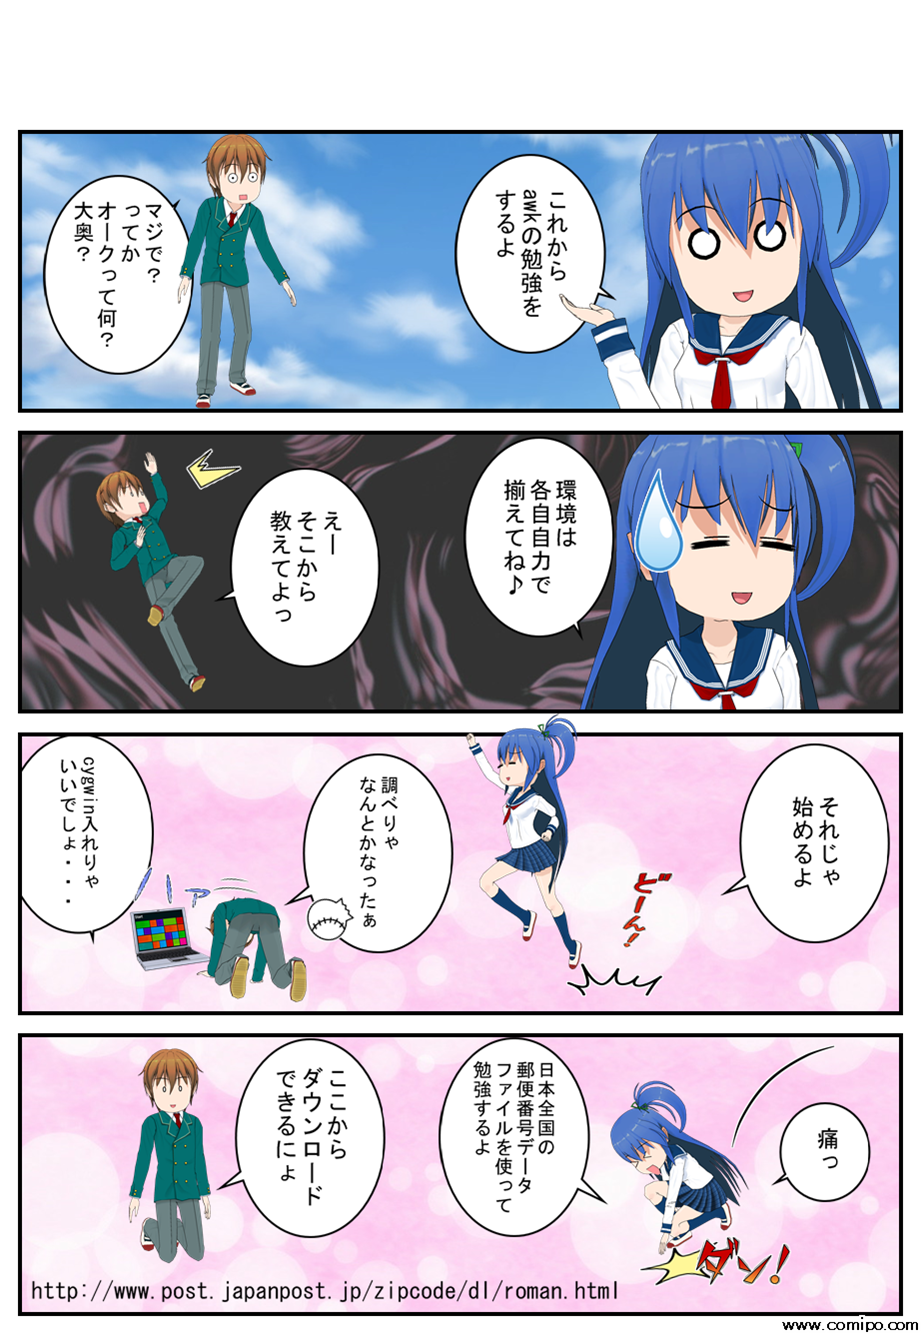 これから
awkの勉強を
するよ
マジで？
ってか
オークって何？
大奥？
環境は
各自自力で
揃えてね♪
えー
そこから
教えてよっ
それじゃ
始めるよ
どーん!
調べりゃ
なんとかなったぁ
cygwin入れりゃ
いいでしょ・・・
痛っ
ダン!
日本全国の
郵便番号データ
ファイルを使って
勉強するよ
ここから
ダウンロード
できるにょ
http://www.post.japanpost.jp/zipcode/dl/roman.html
www.comipo.com